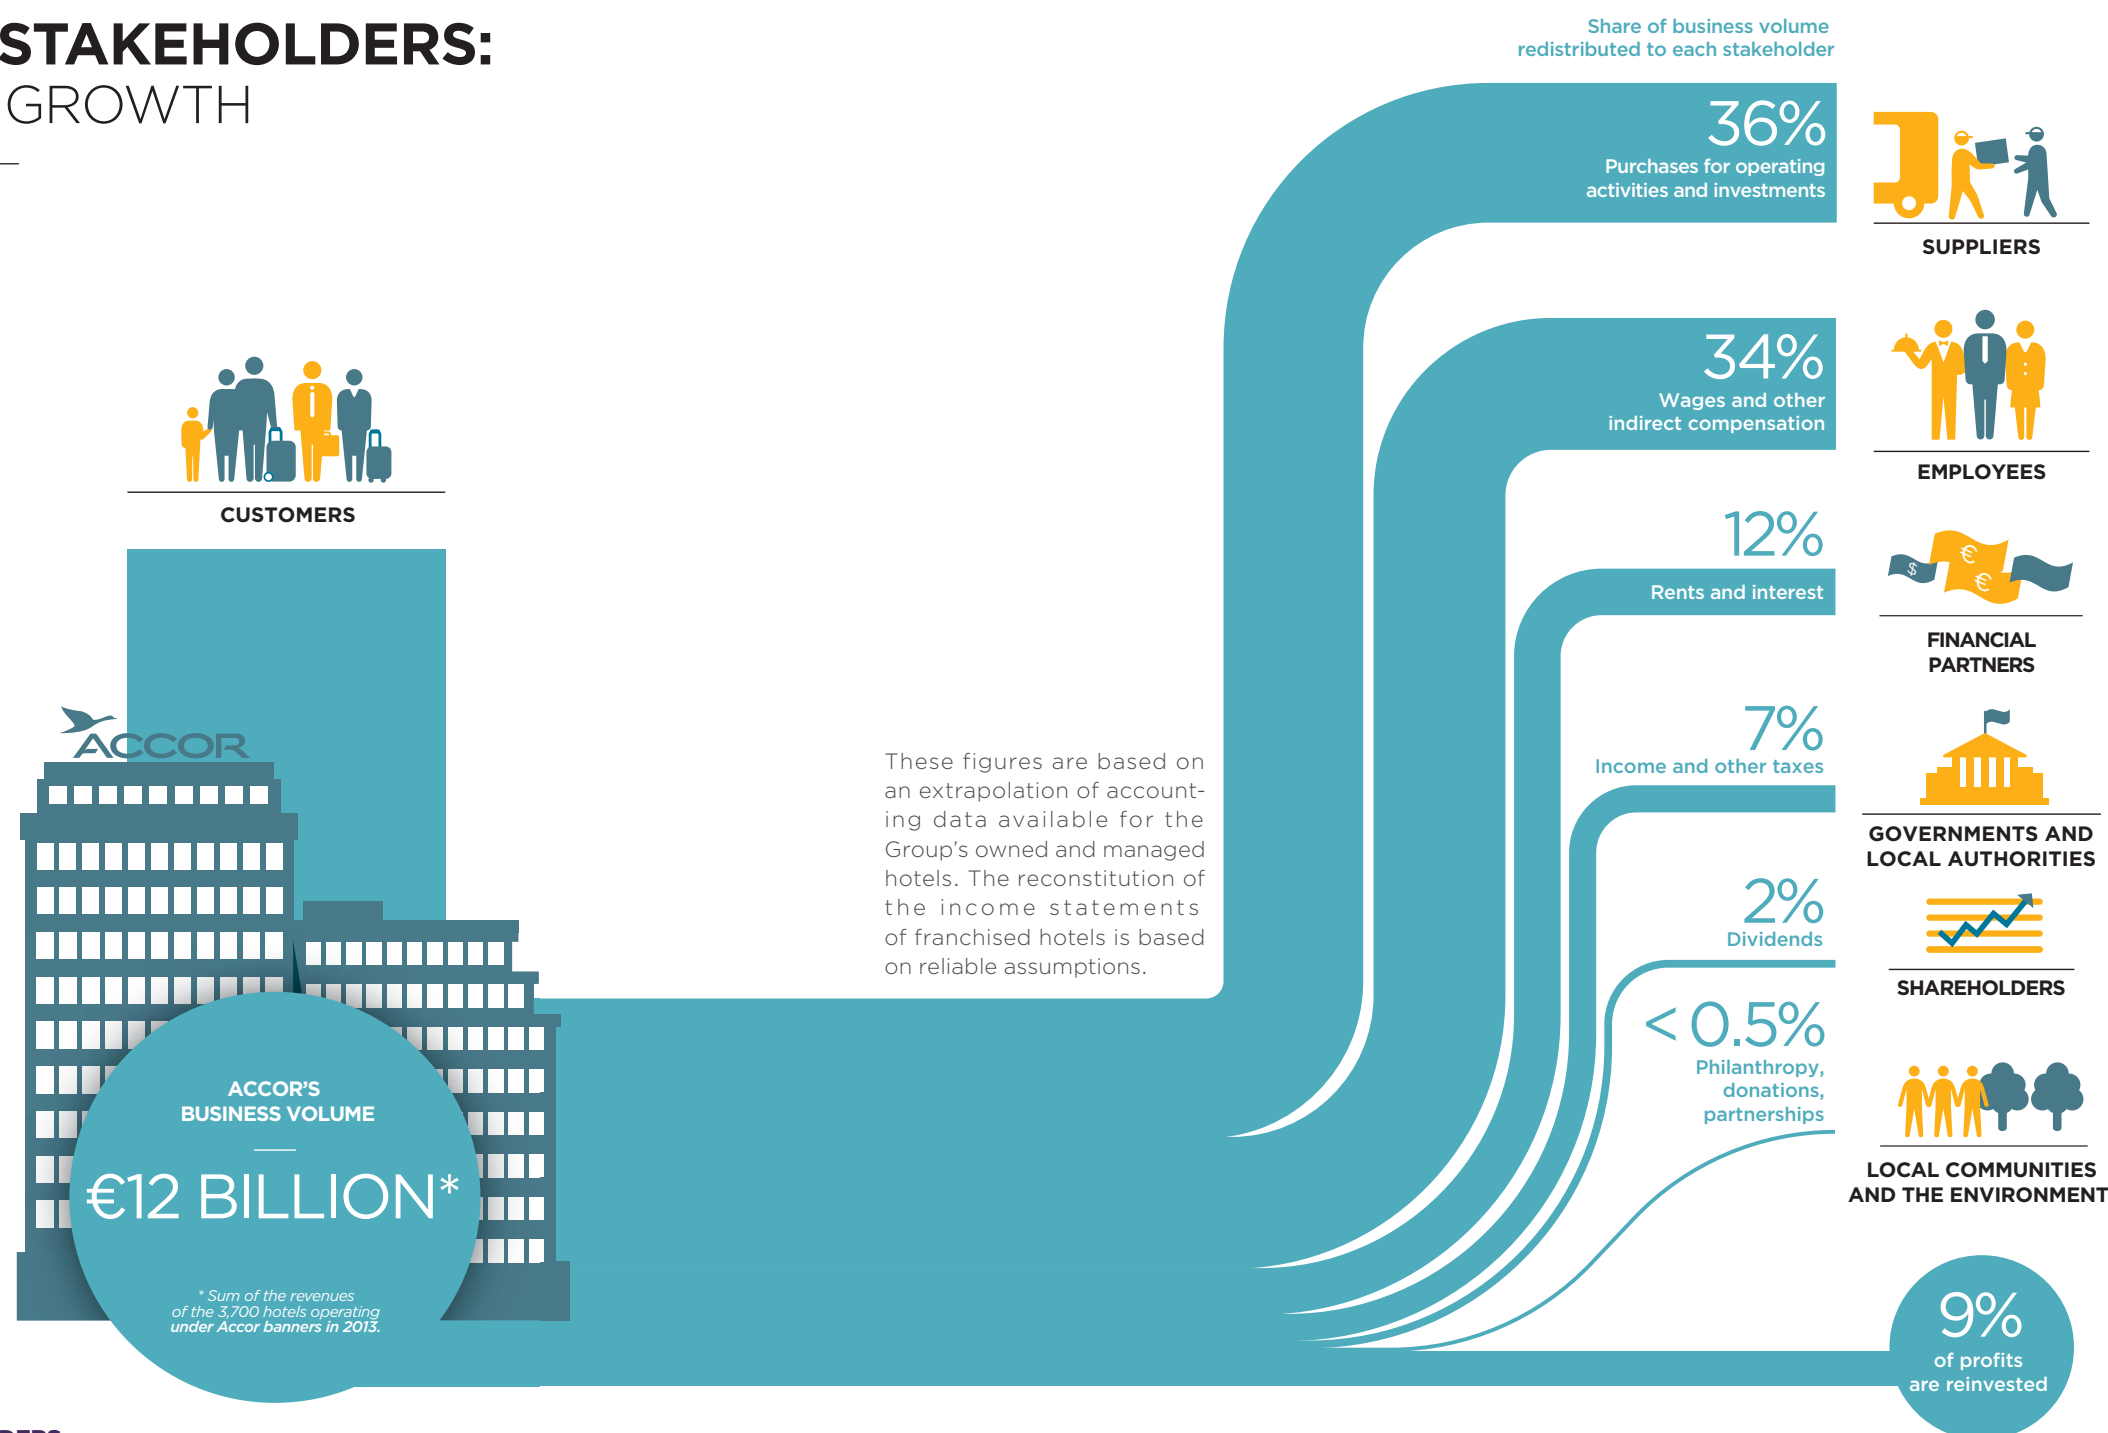 STAKEHOLDERS:
GROWTH
Share of business volume
redistributed to each stakeholder
36%
Purchases for operating
activities and investments
SUPPLIERS
34%
Wages and other
indirect compensation
EMPLOYEES
CUSTOMERS
12%
Rents and interest
$
€
€
FINANCIAL
PARTNERS
ACCOR
These figures are based on
an extrapolation of account-
ing data available for the
Group’s owned and managed
hotels. The reconstitution of
the income statements
of franchised hotels is based
on reliable assumptions.
7%
Income and other taxes
GOVERNMENTS AND
LOCAL AUTHORITIES
2%
Dividends
SHAREHOLDERS
< 0.5%
Philanthropy,
donations,
partnerships
LOCAL COMMUNITIES
AND THE ENVIRONMENT
ACCOR’S
BUSINESS VOLUME
€12 BILLION*
* Sum of the revenues
of the 3,700 hotels operating
under Accor banners in 2013.
9%
of profits
are reinvested